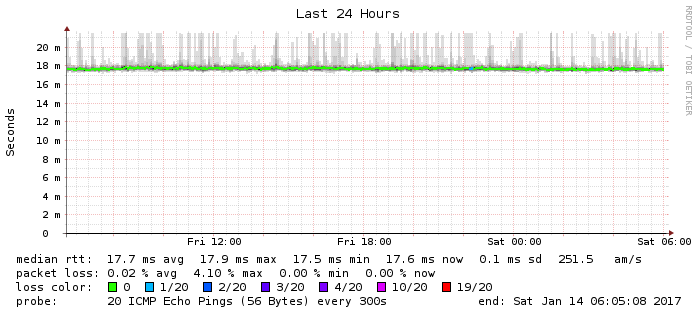 Last 24 Hours
RRDTOOL / TOBI OETIKER
Seconds
20 m
18 m
16 m
14 m
12 m
10 m
8 m
6 m
4 m
2 m
0
Fri 12:00 Fri 18:00 Sat 00:00 Sat 06:00
median rtt: 17.7 ms avg 17.9 ms max 17.5 ms min 17.6 ms now 0.1 ms sd 251.5 am/s
packet loss: 0.02 % avg 4.10 % max 0.00 % min 0.00 % now
loss color: 0 1/20 2/20 3/20 4/20 10/20 19/20
probe: 20 ICMP Echo Pings (56 Bytes) every 300s end: Sat Jan 14 06:05:08 2017